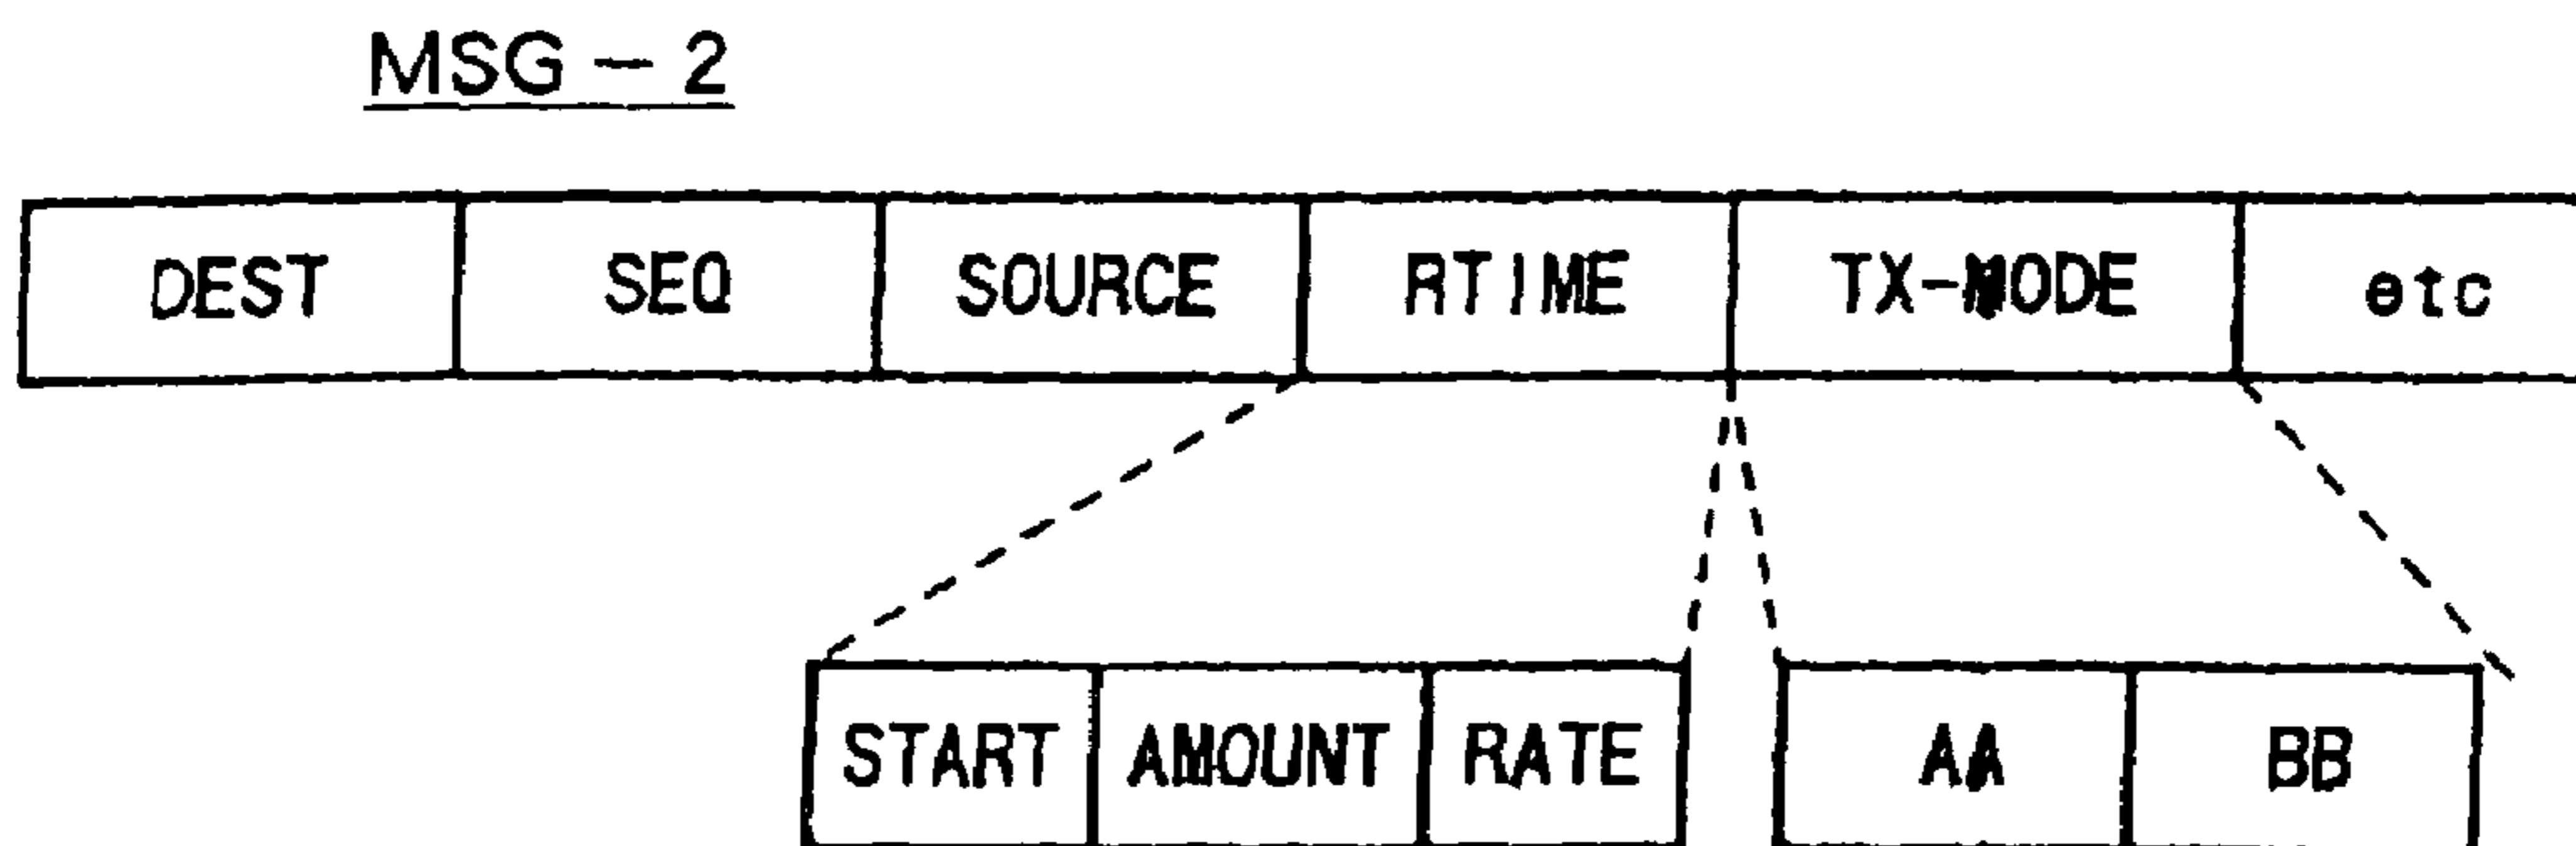 MSG – 2
DEST SEQ SOURCE RTIME TX-MODE etc
START AMOUNT RATE AA BB